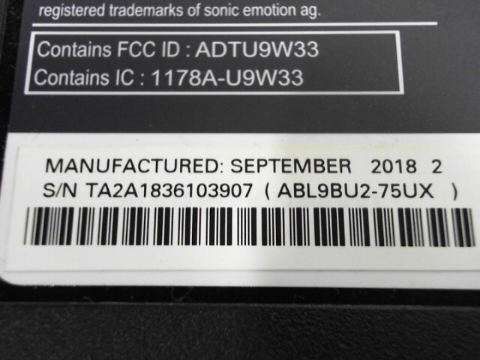 registered trademarks of sonic emotion ag.
Contains FCC ID : ADTU9W33
Contains IC : 1178A-U9W33
MANUFACTURED: SEPTEMBER 2018 2
S/N TA2A1836103907 ( ABL9BU2-75UX )